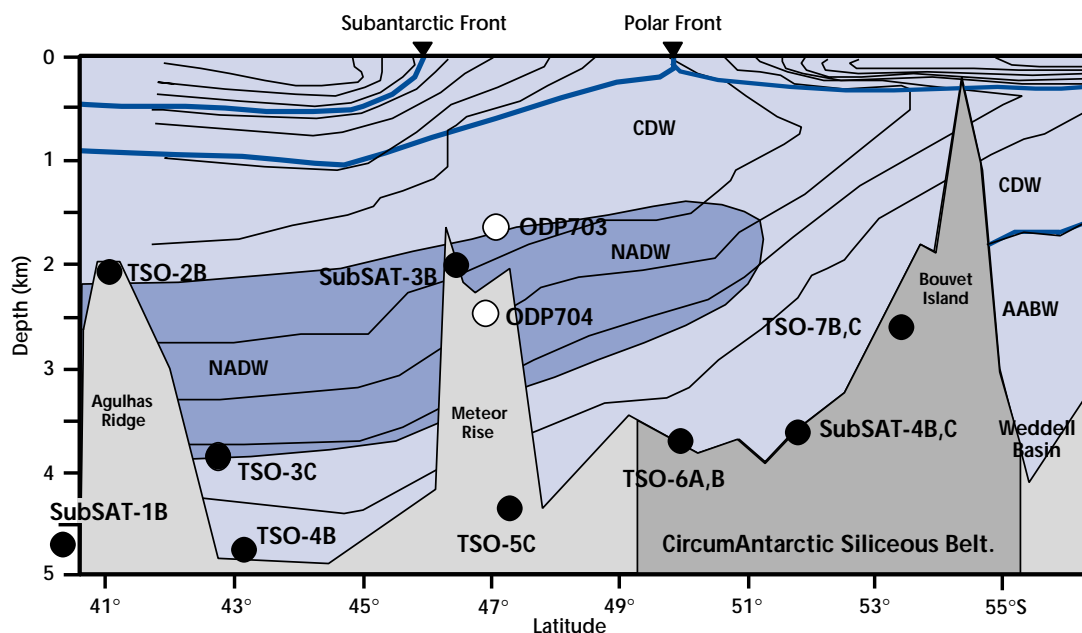 Subantarctic Front
Polar Front
0
1
2
3
4
5
Depth (km)
CDW
CDW
ODP703
NADW
TSO-2B
SubSAT-3B
Bouvet
Island
ODP704
AABW
TSO-7B,C
NADW
Agulhas
Ridge
Meteor
Rise
SubSAT-4B,C
Weddell
Basin
TSO-3C
TSO-6A,B
SubSAT-1B
TSO-4B
TSO-5C
CircumAntarctic Siliceous Belt.
41° 43° 45° 47° 49° 51° 53° 55°S
Latitude